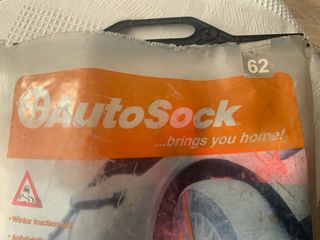 62
AutoSock
...brings you home!
• Winter traction